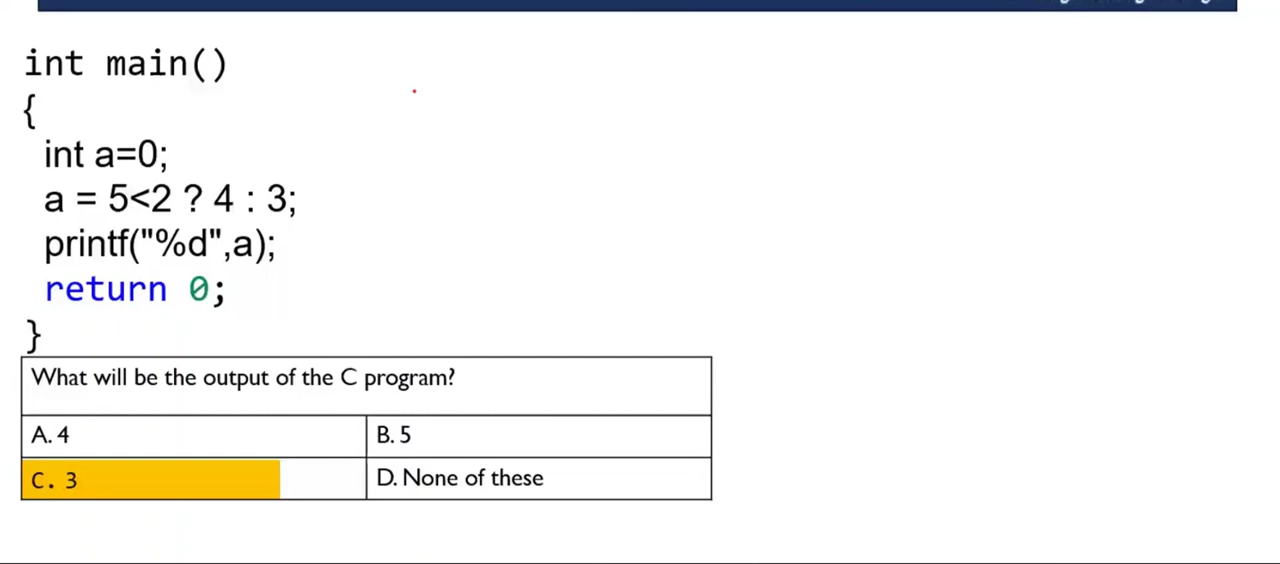 int main()
{
int a=0;
a = 5<2 ? 4 : 3;
printf("%d",a);
return 0;
}
What will be the output of the C program?
A. 4
B. 5
C. 3
D. None of these